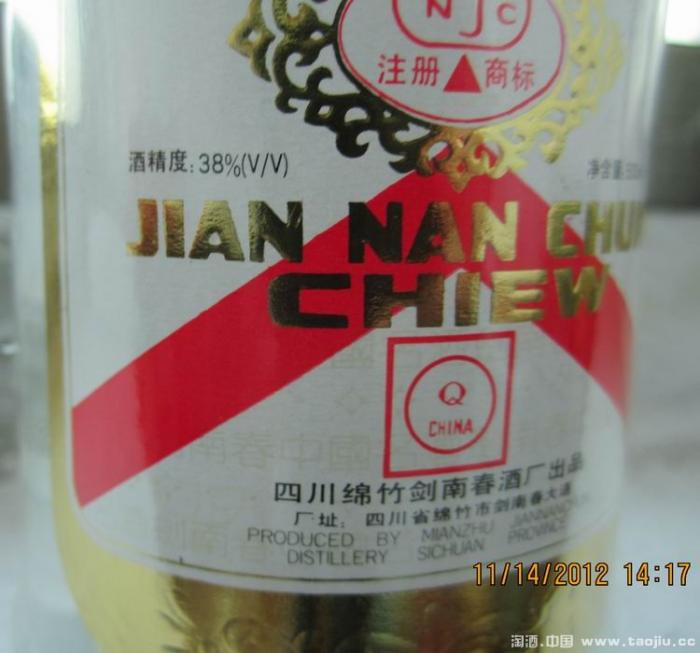 NJC
注册 商标
酒精度: 38%(V/V)
净含量:
JIAN NAN CHUN
CHIEW
Q
CHINA
四川绵竹剑南春酒厂出品
厂址: 四川省绵竹市剑南春大道
PRODUCED BY MIANZHU JIANNANCHUN
DISTILLERY SICHUAN PROVINCE
11/14/2012 14:17
淘酒.中国 www.taojiu.cc